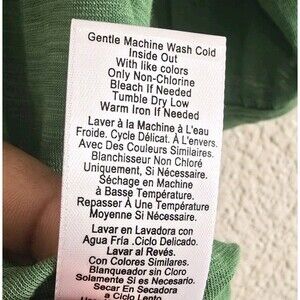 Gentle Machine Wash Cold
Inside Out
With like colors
Only Non-Chlorine
Bleach If Needed
Tumble Dry Low
Warm Iron If Needed
Laver à la Machine à L'eau
Froide. Cycle Délicat. À L'envers.
Avec Des Couleurs Similaires.
Blanchisseur Non Chloré
Uniquement, Si Necessaire.
Séchage en Machine
à Basse Température.
Repasser À Une Température
Moyenne Si Nécessaire.
Lavar en Lavadora con
Agua Fría .Ciclo Delicado.
Lavar al Revés.
Con Colores Similares.
Blanqueador sin Cloro
Solamente Si es Necesario.
Secar En Secadora
a Ciclo Lento